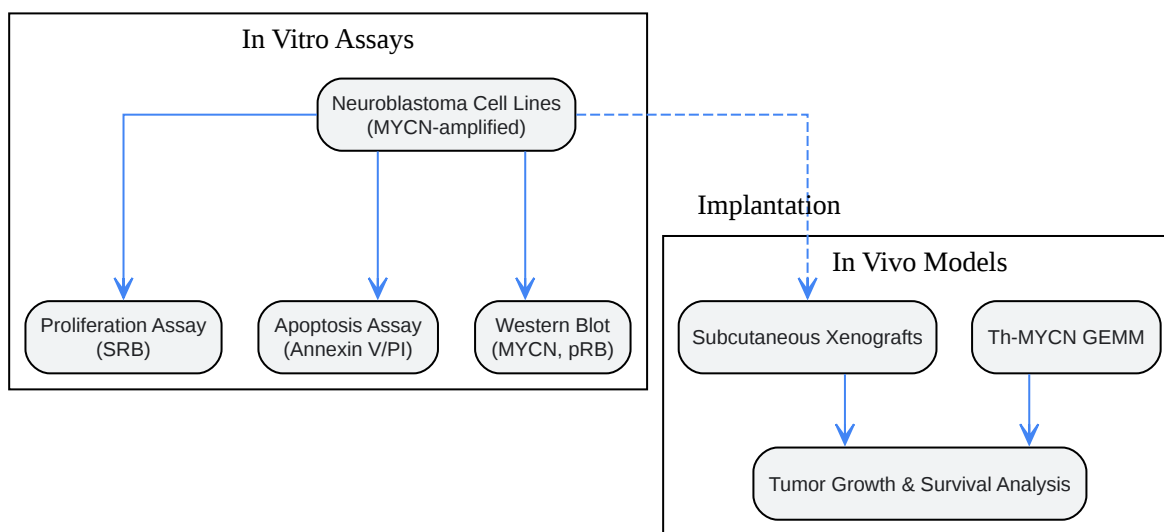 In Vitro Assays
Neuroblastoma Cell Lines
(MYCN-amplified)
Proliferation Assay
(SRB)
Apoptosis Assay
(Annexin V/PI)
Western Blot
(MYCN, pRB)
Implantation
In Vivo Models
Subcutaneous Xenografts
Th-MYCN GEMM
Tumor Growth & Survival Analysis